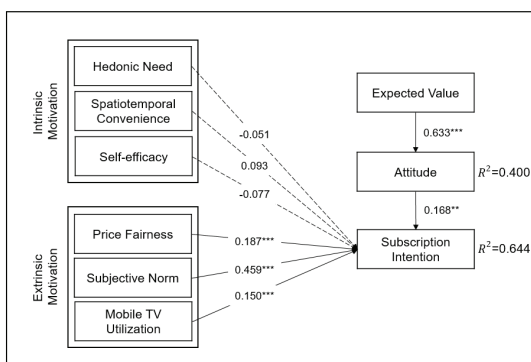 Intrinsic
Motivation
Hedonic Need
Spatiotemporal
Convenience
Self-efficacy
Extrinsic
Motivation
Price Fairness
Subjective Norm
Mobile TV
Utilization
-0.051
0.093
-0.077
0.187***
0.459***
0.150***
Expected Value
0.633***
Attitude
R²=0.400
0.168**
Subscription
Intention
R²=0.644